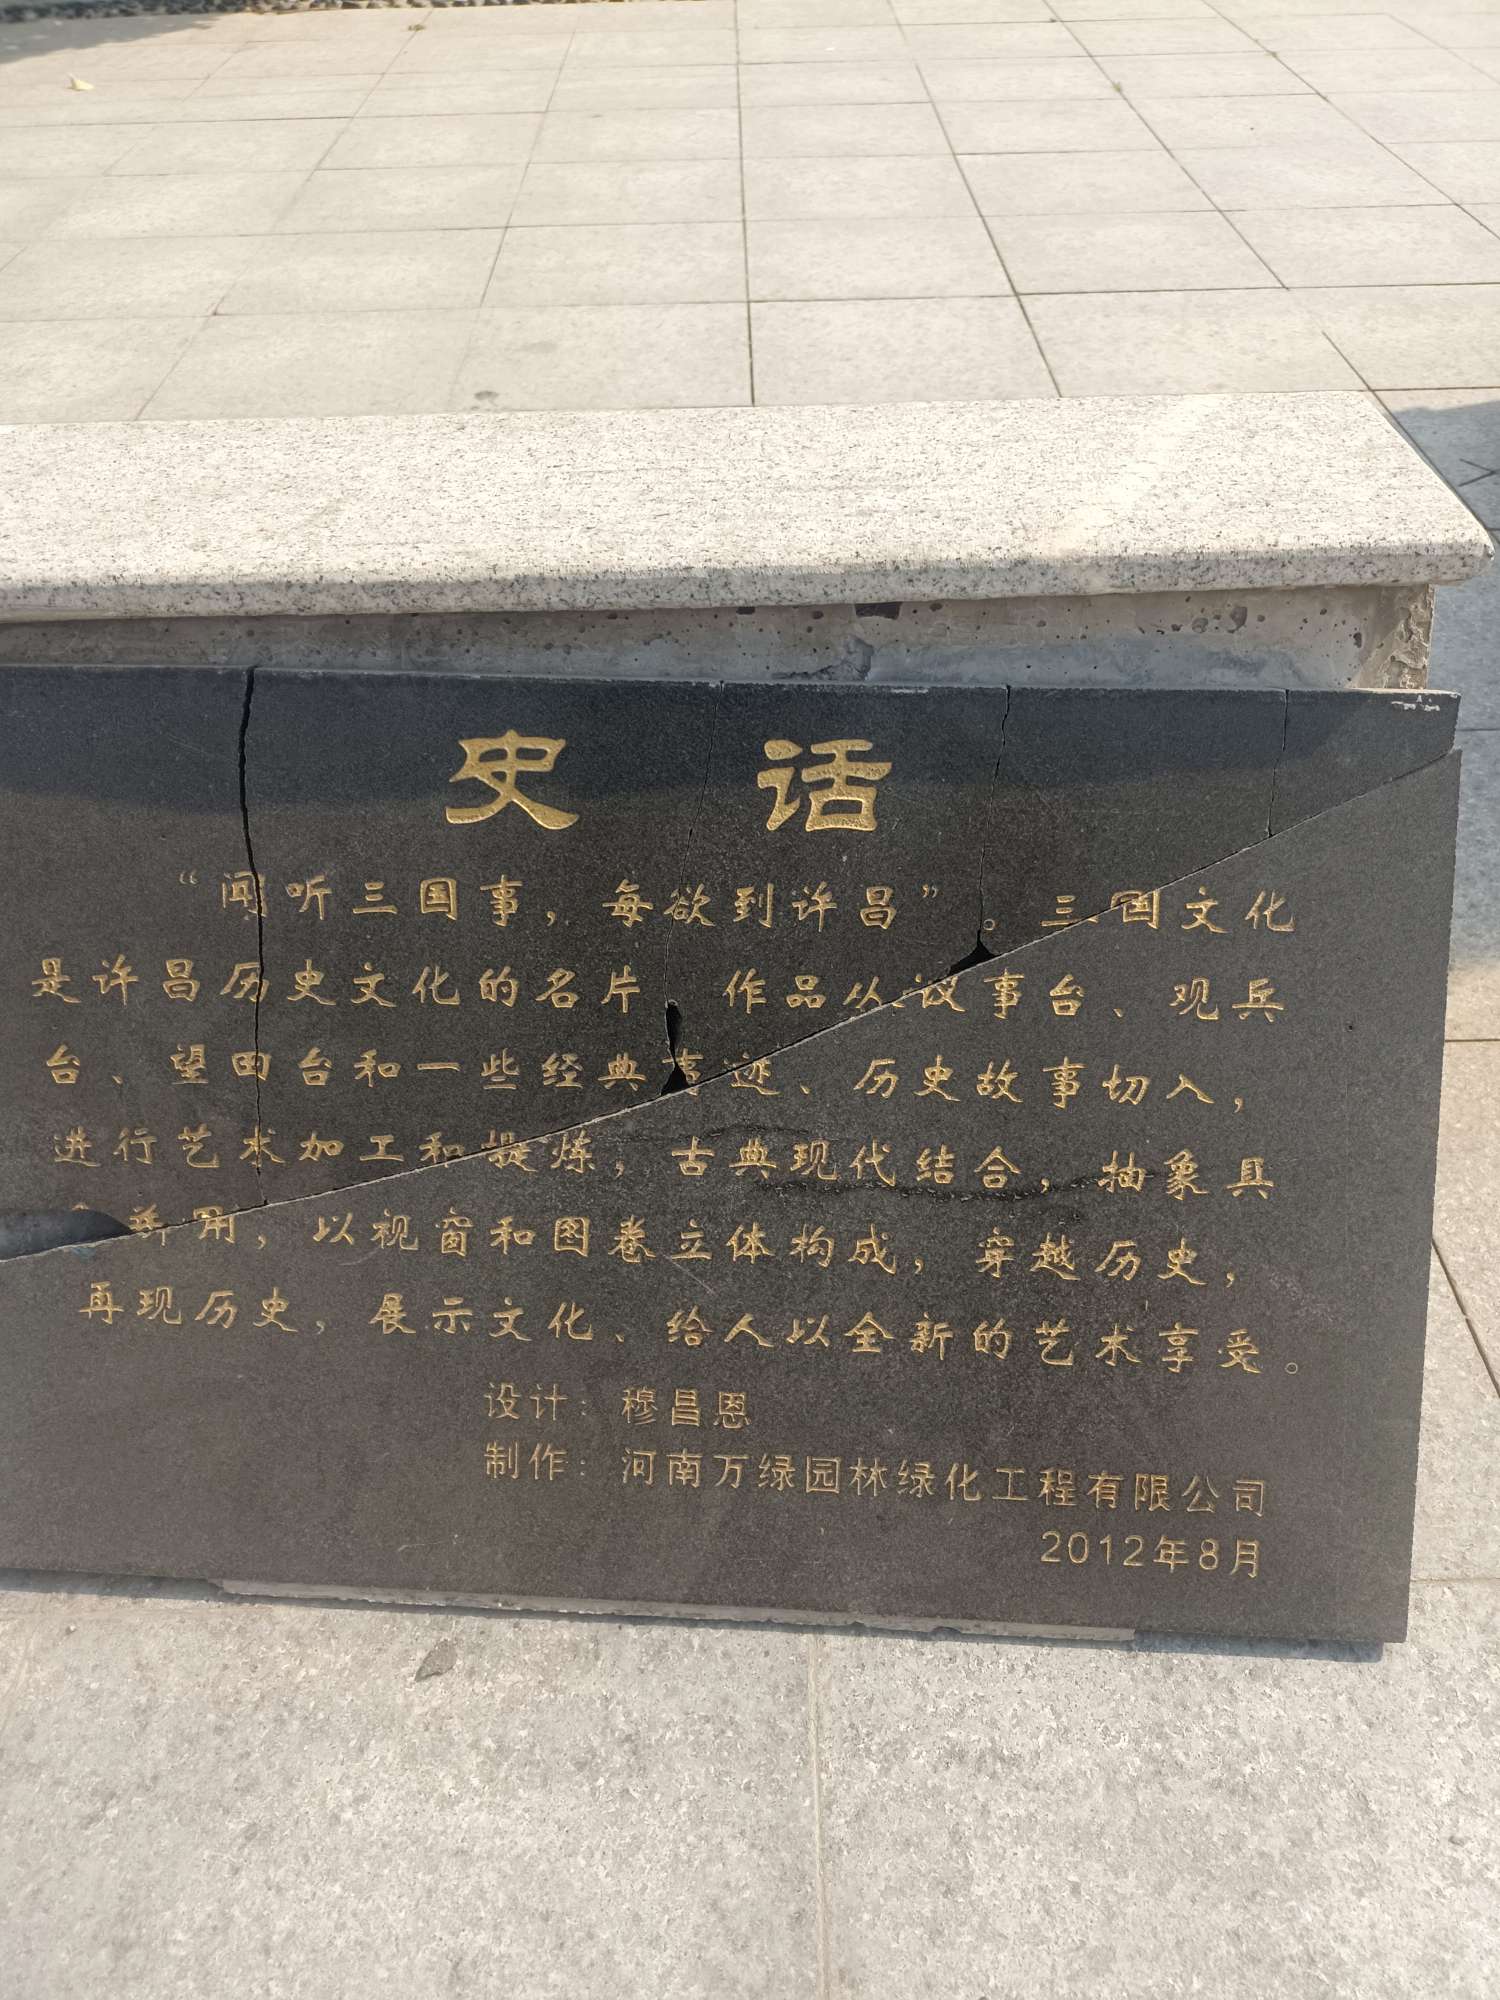 史话
“闻听三国事，每欲到许昌”。三国文化
是许昌历史文化的名片 作品从议事台、观兵
台、望田台和一些经典事迹、历史故事切入，
进行艺术加工和提炼，古典现代结合，抽象具
并用，以视窗和图卷立体构成，穿越历史，
再现历史，展示文化、给人以全新的艺术享受。
设计：穆昌恩
制作：河南万绿园林绿化工程有限公司
2012年8月